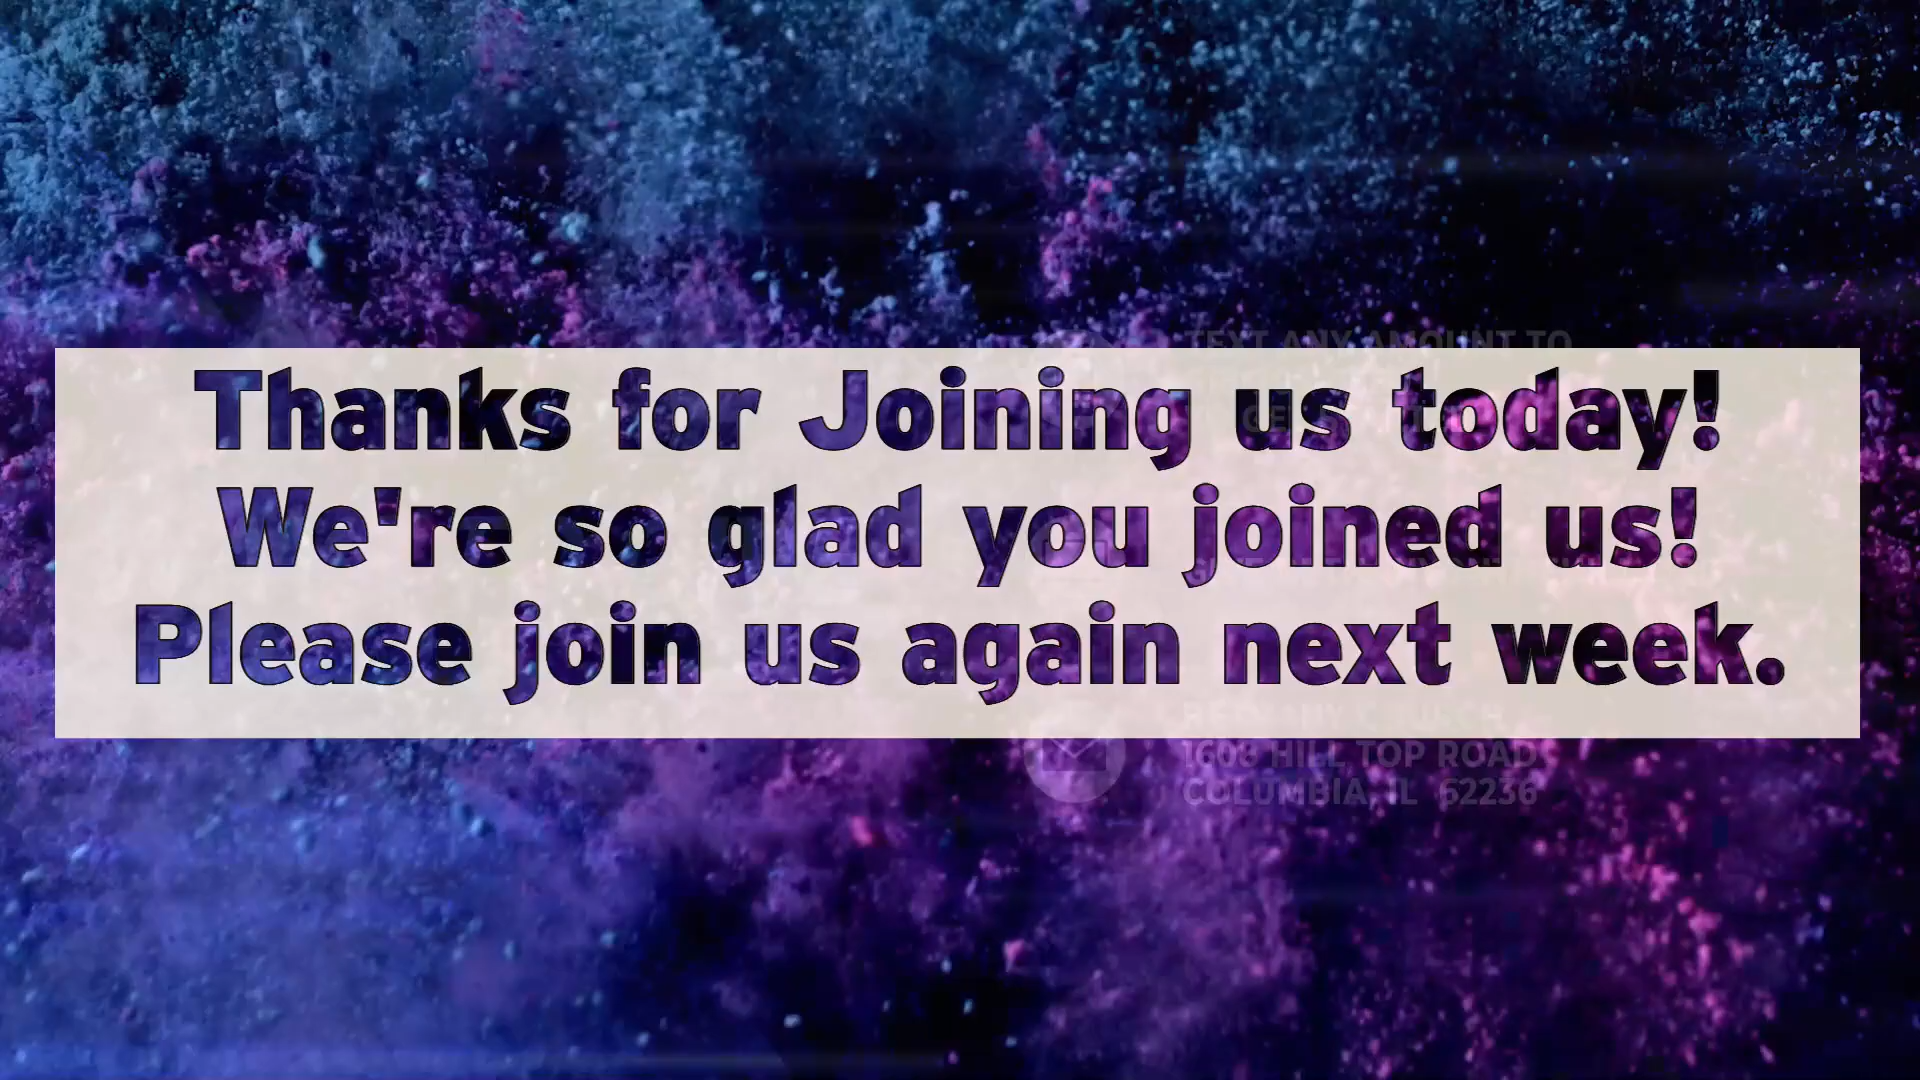 TEXT ANY AMOUNT TO
Thanks for Joining us today!
We're so glad you joined us!
Please join us again next week.
1608 HILL TOP ROAD
COLUMBIA, IL 62236